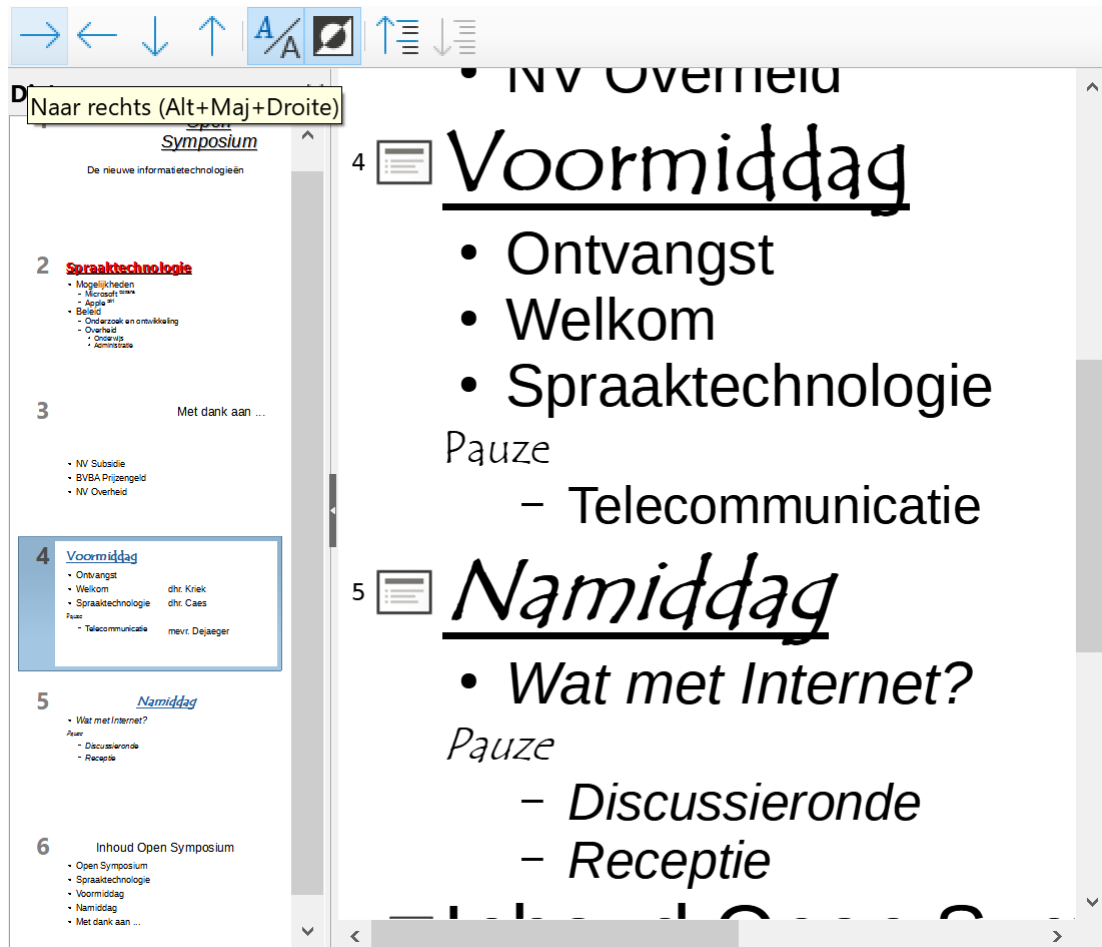 A/A
D
Naar rechts (Alt+Maj+Droite)
Open
Symposium
De nieuwe informatietechnologieën
2
Spraaktechnologie
Mogelijkheden
– Microsoft
– Apple
Beleid
– Onderzoek en ontwikkeling
– Overheid
Onderwijs
Administratie
3
Met dank aan ...
NV Subsidie
BVBA Prijzengeld
NV Overheid
4
Voormiddag
Ontvangst
Welkom dhr. Kriek
Spraaktechnologie dhr. Caes
Pauze
– Telecommunicatie mevr. Dejaeger
5
Namiddag
Wat met Internet?
Pauze
– Discussieronde
– Receptie
6
Inhoud Open Symposium
Open Symposium
Spraaktechnologie
Voormiddag
Namiddag
Met dank aan ...
• NV Overheid
4 Voormiddag
• Ontvangst
• Welkom
• Spraaktechnologie
Pauze
– Telecommunicatie
5 Namiddag
• Wat met Internet?
Pauze
– Discussieronde
– Receptie